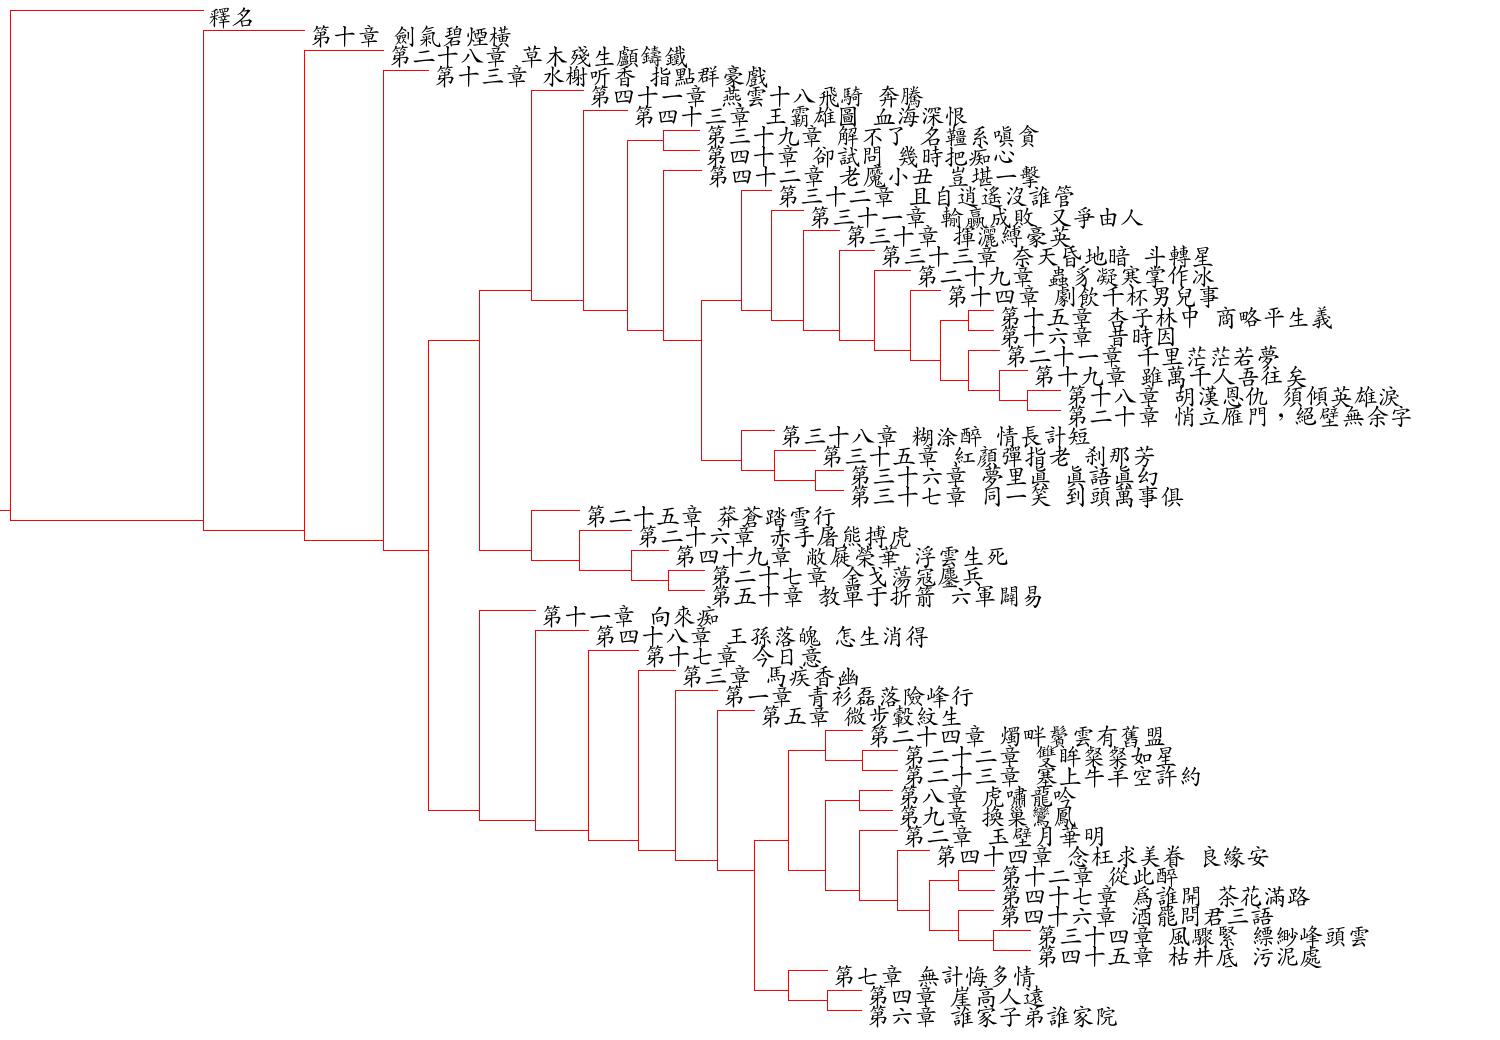 釋名
第十章 劍氣碧煙橫
第二十八章 草木殘生顱鑄鐵
第十三章 水榭听香 指點群豪戲
第四十一章 燕雲十八飛騎 奔騰
第四十三章 王霸雄圖 血海深恨
第三十九章 解不了 名韁系嗔貪
第四十章 卻試問 幾時把痴心
第四十二章 老魔小丑 豈堪一擊
第三十二章 且自逍遙沒誰管
第三十一章 輸贏成敗 又爭由人
第三十章 揮灑縛豪英
第三十三章 奈天昏地暗 斗轉星
第二十九章 蟲豸凝寒掌作冰
第十四章 劇飲千杯男兒事
第十五章 杏子林中 商略平生義
第十六章 昔時因
第二十一章 千里茫茫若夢
第十九章 雖萬千人吾往矣
第十八章 胡漢恩仇 須傾英雄淚
第二十章 悄立雁門，絕壁無余字
第三十八章 糊涂醉 情長計短
第三十五章 紅顏彈指老 剎那芳
第三十六章 夢里真 真語真幻
第三十七章 同一笑 到頭萬事俱
第二十五章 莽蒼踏雪行
第二十六章 赤手屠熊搏虎
第四十九章 敝屣榮華 浮雲生死
第二十七章 金戈蕩寇鏖兵
第五十章 教單于折箭 六軍闢易
第十一章 向來痴
第四十八章 王孫落魄 怎生消得
第十七章 今日意
第三章 馬疾香幽
第一章 青衫磊落險峰行
第五章 微步縠紋生
第二十四章 燭畔鬢雲有舊盟
第二十二章 雙眸粲粲如星
第二十三章 塞上牛羊空許約
第八章 虎嘯龍吟
第九章 換巢鸞鳳
第二章 玉壁月華明
第四十四章 念枉求美眷 良緣安
第十二章 從此醉
第四十七章 為誰開 茶花滿路
第四十六章 酒罷問君三語
第三十四章 風驟緊 縹緲峰頭雲
第四十五章 枯井底 污泥處
第七章 無計悔多情
第四章 崖高人遠
第六章 誰家子弟誰家院